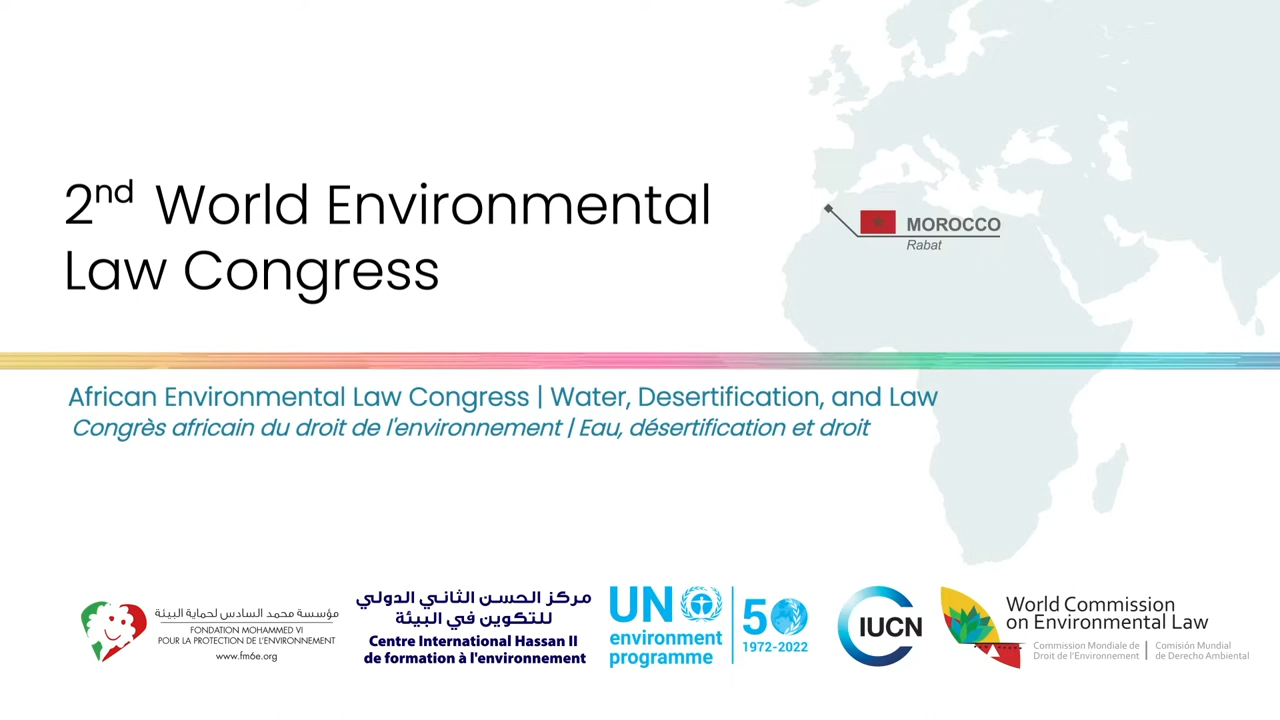 2nd World Environmental
Law Congress
MOROCCO
Rabat
African Environmental Law Congress | Water, Desertification, and Law
Congrès africain du droit de l'environnement | Eau, désertification et droit
مؤسسة محمد السادس لحماية البيئة
FONDATION MOHAMMED VI
POUR LA PROTECTION DE L'ENVIRONNEMENT
www.fm6e.org
مركز الحسن الثاني الدولي
للتكوين في البيئة
Centre International Hassan II
de formation à l'environnement
UN
environment
programme
50
1972-2022
IUCN
World Commission
on Environmental Law
Commission Mondiale de
Droit de l'Environnement
Comisión Mundial
de Derecho Ambiental